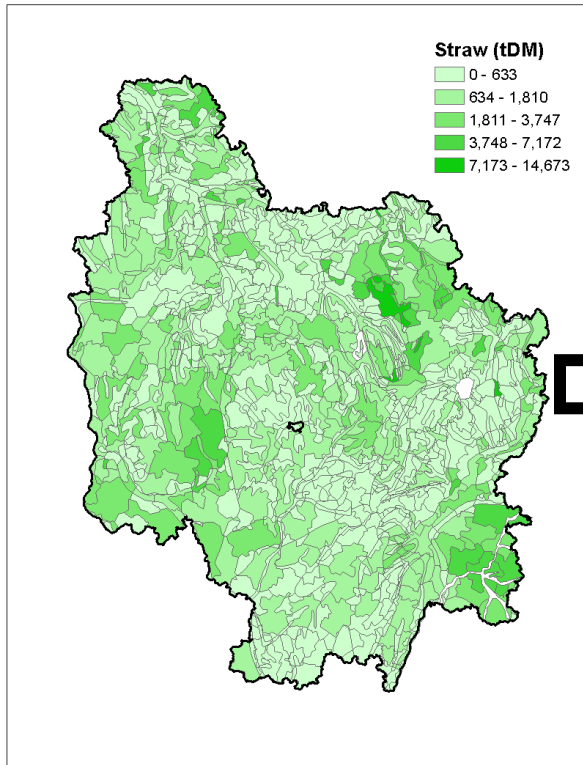 Straw (tDM)
0 - 633
634 - 1,810
1,811 - 3,747
3,748 - 7,172
7,173 - 14,673